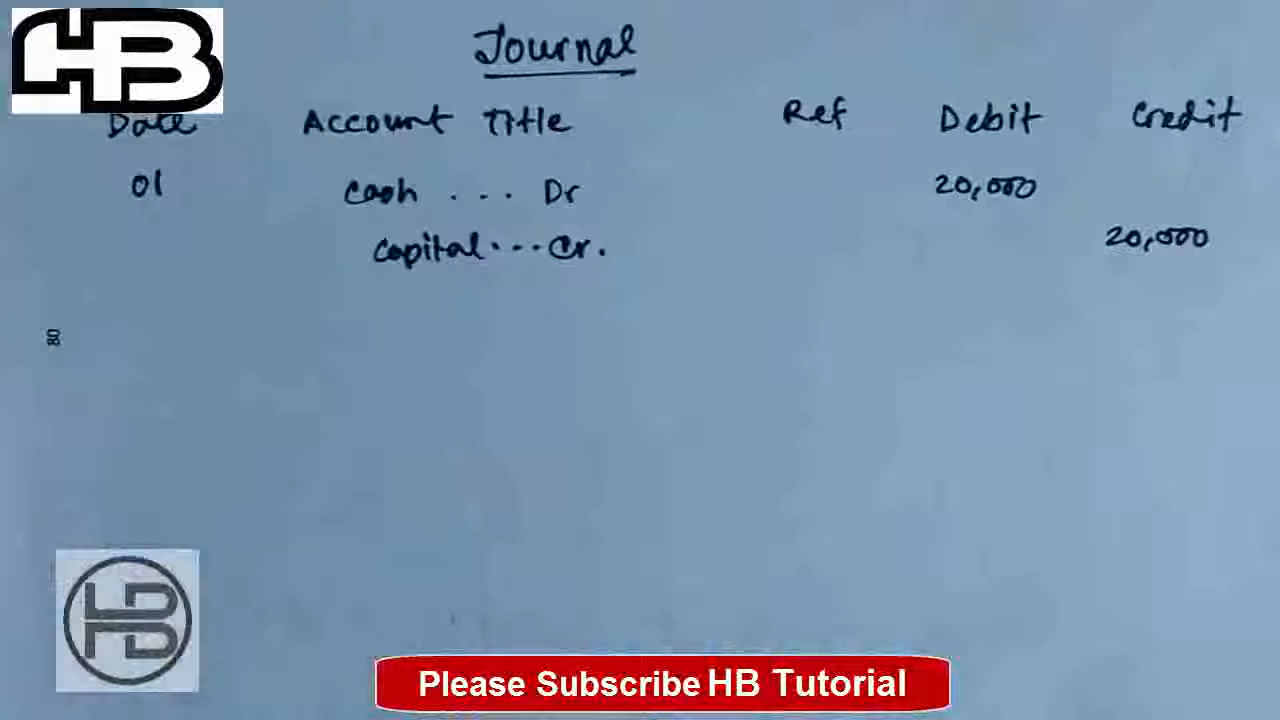 HB
Journal
Date Account Title Ref Debit Credit
01 Cash ... Dr 20,000
Capital ... Cr. 20,000
80
HB
Please Subscribe HB Tutorial